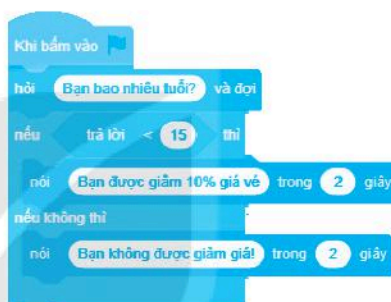 Khi bấm vào
hỏi Bạn bao nhiêu tuổi? và đợi
nếu trả lời < 15 thì
nói Bạn được giảm 10% giá vé trong 2 giây
nếu không thì
nói Bạn không được giảm giá! trong 2 giây